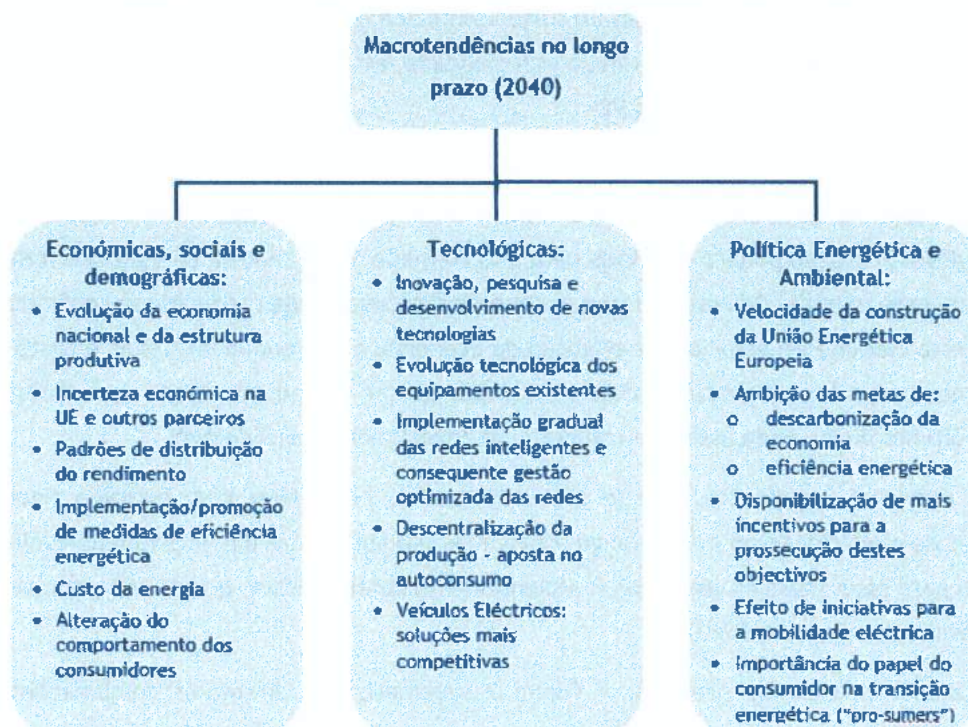 Macrotendências no longo
prazo (2040)
Económicas, sociais e
demográficas:
• Evolução da economia
nacional e da estrutura
produtiva
• Incerteza económica na
UE e outros parceiros
• Padrões de distribuição
do rendimento
• Implementação/promoção
de medidas de eficiência
energética
• Custo da energia
• Alteração do
comportamento dos
consumidores
Tecnológicas:
• Inovação, pesquisa e
desenvolvimento de novas
tecnologias
• Evolução tecnológica dos
equipamentos existentes
• Implementação gradual
das redes inteligentes e
consequente gestão
optimizada das redes
• Descentralização da
produção - aposta no
autoconsumo
• Veículos Eléctricos:
soluções mais
competitivas
Política Energética e
Ambiental:
• Velocidade da construção
da União Energética
Europeia
• Ambição das metas de:
o descarbonização da
economia
o eficiência energética
• Disponibilização de mais
incentivos para a
prossecução destes
objectivos
• Efeito de iniciativas para
a mobilidade eléctrica
• Importância do papel do
consumidor na transição
energética ("pro-sumers")